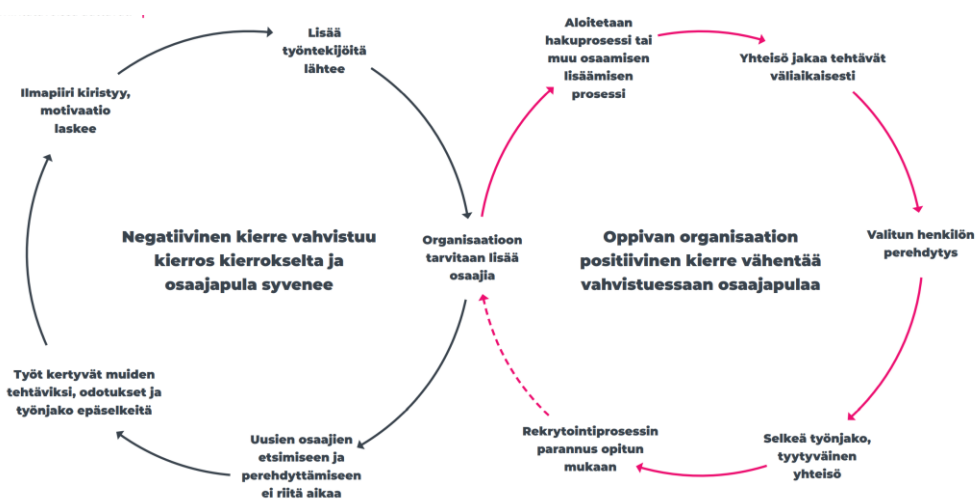 Lisää
työntekijöitä
lähtee
Ilmapiiri kiristyy,
motivaatio
laskee
Negatiivinen kierre vahvistuu
kierros kierrokselta ja
osaajapula syvenee
Organisaatioon
tarvitaan lisää
osaajia
Työt kertyvät muiden
tehtäviksi, odotukset ja
työnjako epäselkeitä
Uusien osaajien
etsimiseen ja
perehdyttämiseen
ei riitä aikaa
Aloitetaan
hakuprosessi tai
muu osaamisen
lisäämisen
prosessi
Yhteisö jakaa tehtävät
väliaikaisesti
Oppivan organisaation
positiivinen kierre vähentää
vahvistuessaan osaajapulaa
Valitun henkilön
perehdytys
Selkeä työnjako,
tyytyväinen
yhteisö
Rekrytointiprosessin
parannus opitun
mukaan